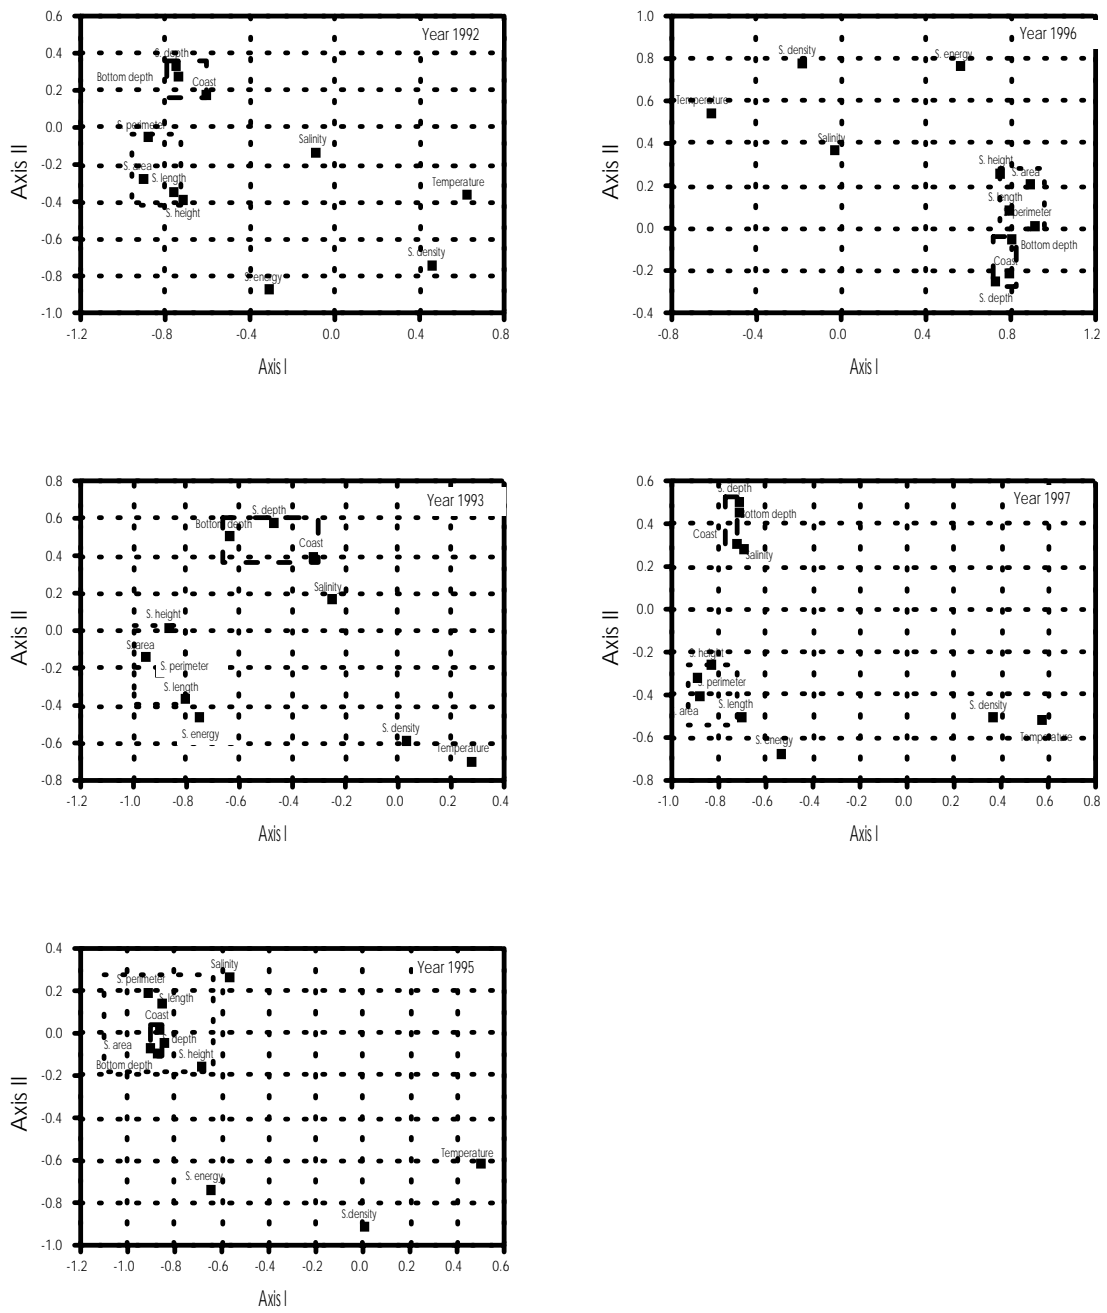 Year 1992
0.6
0.4
0.2
0.0
-0.2
-0.4
-0.6
-0.8
-1.0
Axis II
S. depth
Bottom depth
Coast
S. perimeter
Salinity
S. area
S. length
Temperature
S. height
S. density
S. energy
-1.2
-0.8
-0.4
0.0
0.4
0.8
Axis I
Year 1996
1.0
0.8
0.6
0.4
0.2
0.0
-0.2
-0.4
Axis II
S. density
S. energy
Temperature
Salinity
S. height
S. area
S. length
perimeter
Bottom depth
Coast
S. depth
-0.8
-0.4
0.0
0.4
0.8
1.2
Axis I
Year 1993
0.8
0.6
0.4
0.2
0.0
-0.2
-0.4
-0.6
-0.8
Axis II
S. depth
Bottom depth
Coast
Salinity
S. height
S. area
S. perimeter
S. length
S. energy
S. density
Temperature
-1.2
-1.0
-0.8
-0.6
-0.4
-0.2
0.0
0.2
0.4
Axis I
Year 1997
0.6
0.4
0.2
0.0
-0.2
-0.4
-0.6
-0.8
Axis II
S. depth
Bottom depth
Coast
Salinity
S. height
S. perimeter
S. length
area
S. density
S. energy
Temperature
-1.0
-0.8
-0.6
-0.4
-0.2
0.0
0.2
0.4
0.6
0.8
Axis I
Year 1995
0.4
0.2
0.0
-0.2
-0.4
-0.6
-0.8
-1.0
Axis II
Salinity
S. perimeter
S. length
Coast
S. area
depth
S. height
Bottom depth
Temperature
S. energy
S.density
-1.2
-1.0
-0.8
-0.6
-0.4
-0.2
0.0
0.2
0.4
0.6
Axis I